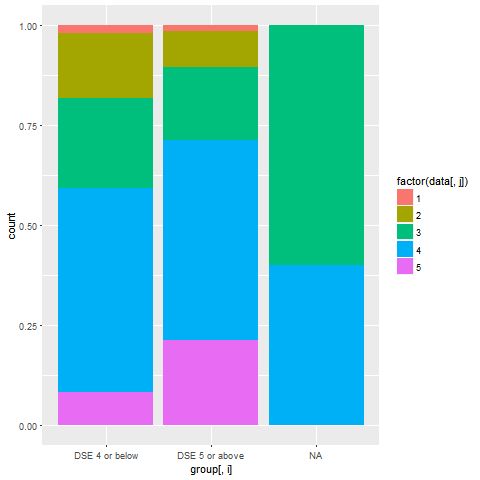 1.00
0.75
0.50
0.25
0.00
count
DSE 4 or below
DSE 5 or above
NA
group[, i]
factor(data[, j])
1
2
3
4
5